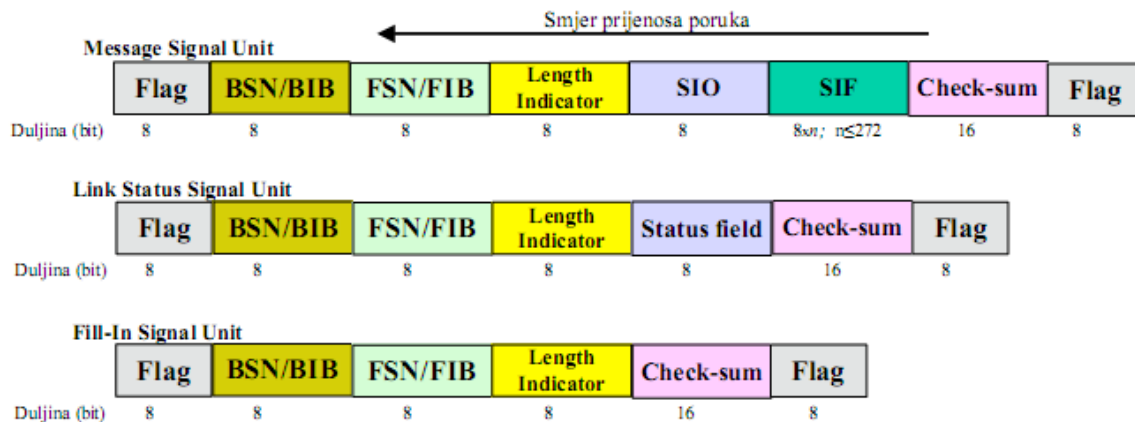 Smjer prijenosa poruka
Message Signal Unit
Flag BSN/BIB FSN/FIB Length Indicator SIO SIF Check-sum Flag
Duljina (bit) 8 8 8 8 8 8xn; n≤272 16 8
Link Status Signal Unit
Flag BSN/BIB FSN/FIB Length Indicator Status field Check-sum Flag
Duljina (bit) 8 8 8 8 8 16 8
Fill-In Signal Unit
Flag BSN/BIB FSN/FIB Length Indicator Check-sum Flag
Duljina (bit) 8 8 8 8 16 8